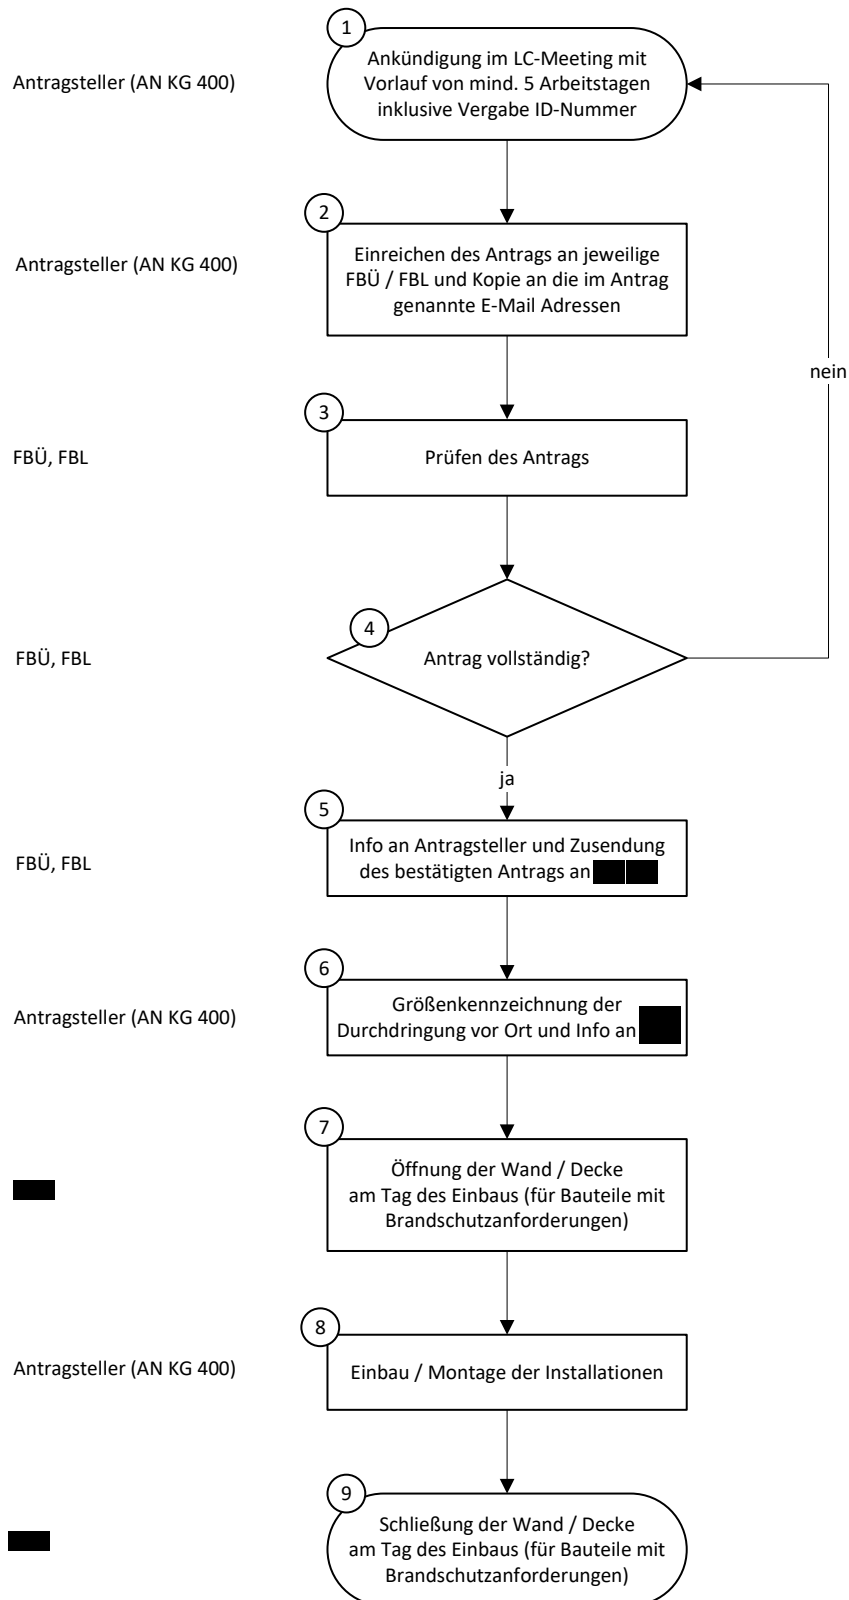 1
Ankündigung im LC-Meeting mit
Antragsteller (AN KG 400)
Vorlauf von mind. 5 Arbeitstagen
inklusive Vergabe ID-Nummer
2
Einreichen des Antrags an jeweilige
Antragsteller (AN KG 400)
FBÜ / FBL und Kopie an die im Antrag
genannte E-Mail Adressen
nein
3
FBÜ, FBL
Prüfen des Antrags
4
FBÜ, FBL
Antrag vollständig?
ja
5
Info an Antragsteller und Zusendung
FBÜ, FBL
des bestätigten Antrags an
6
Größenkennzeichnung der
Antragsteller (AN KG 400)
Durchdringung vor Ort und Info an
7
Öffnung der Wand / Decke
am Tag des Einbaus (für Bauteile mit
Brandschutzanforderungen)
8
Antragsteller (AN KG 400)
Einbau / Montage der Installationen
9
Schließung der Wand / Decke
am Tag des Einbaus (für Bauteile mit
Brandschutzanforderungen)